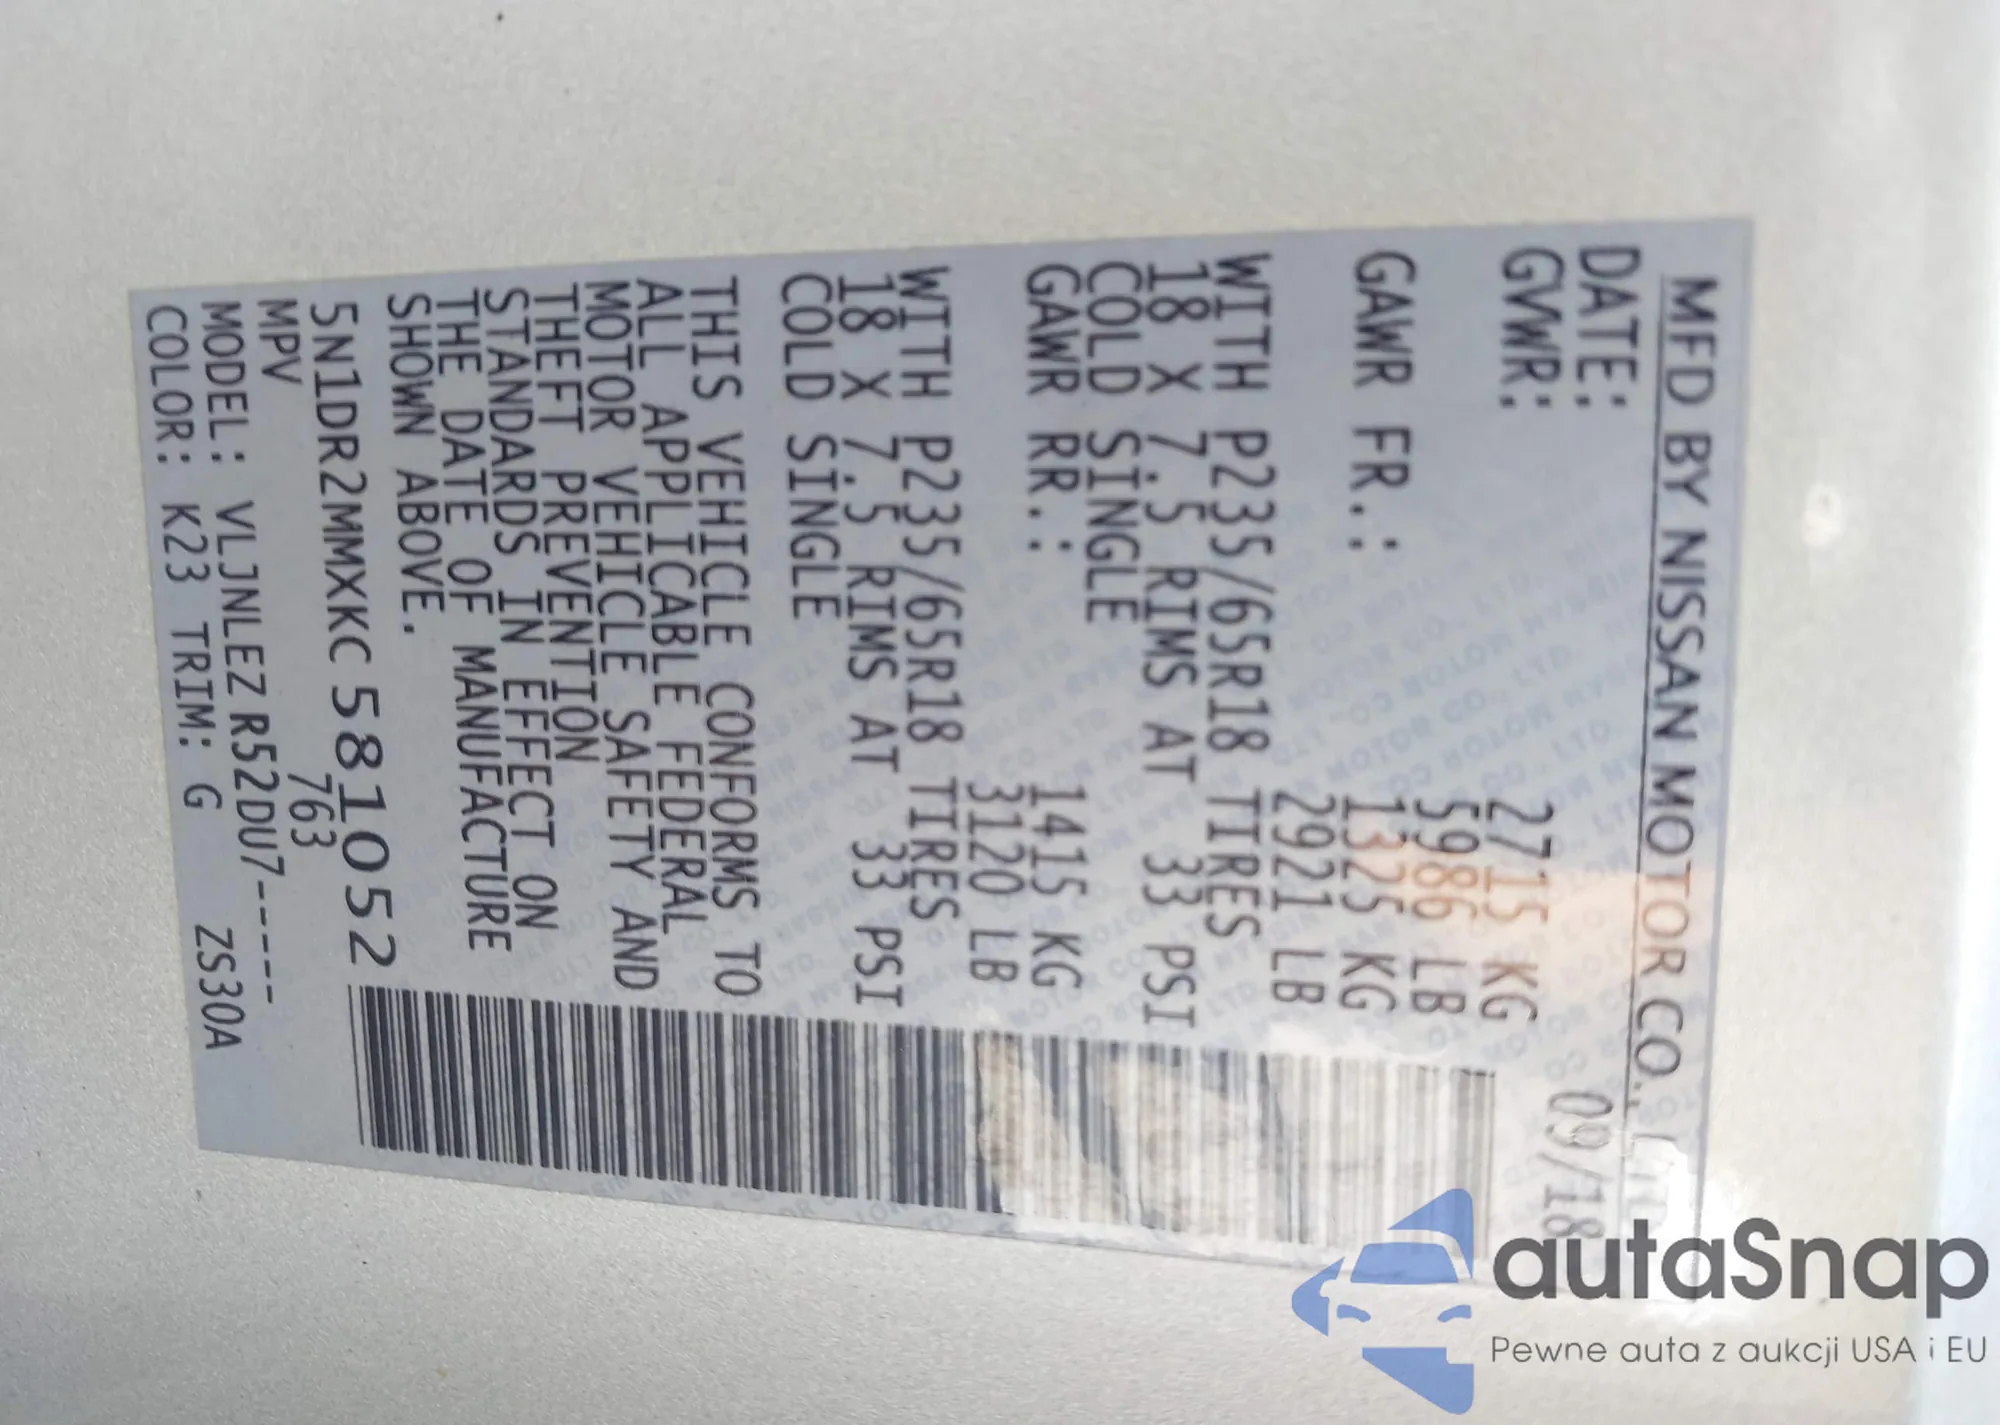 MFD BY NISSAN MOTOR CO., LTD.
DATE: 09/18
GVWR: 2715 KG
5986 LB
GAWR FR.: 1325 KG
2921 LB
WITH P235/65R18 TIRES
18 X 7.5 RIMS AT 33 PSI
COLD SINGLE
GAWR RR.: 1415 KG
3120 LB
WITH P235/65R18 TIRES
18 X 7.5 RIMS AT 33 PSI
COLD SINGLE
THIS VEHICLE CONFORMS TO
ALL APPLICABLE FEDERAL
MOTOR VEHICLE SAFETY AND
THEFT PREVENTION
STANDARDS IN EFFECT ON
THE DATE OF MANUFACTURE
SHOWN ABOVE.
5N1DR2MMXKC 581052
MPV 763
MODEL: VLJNLEZ R52DU7-----
COLOR: K23 TRIM: G ZS30A
autaSnap
Pewne auta z aukcji USA i EU